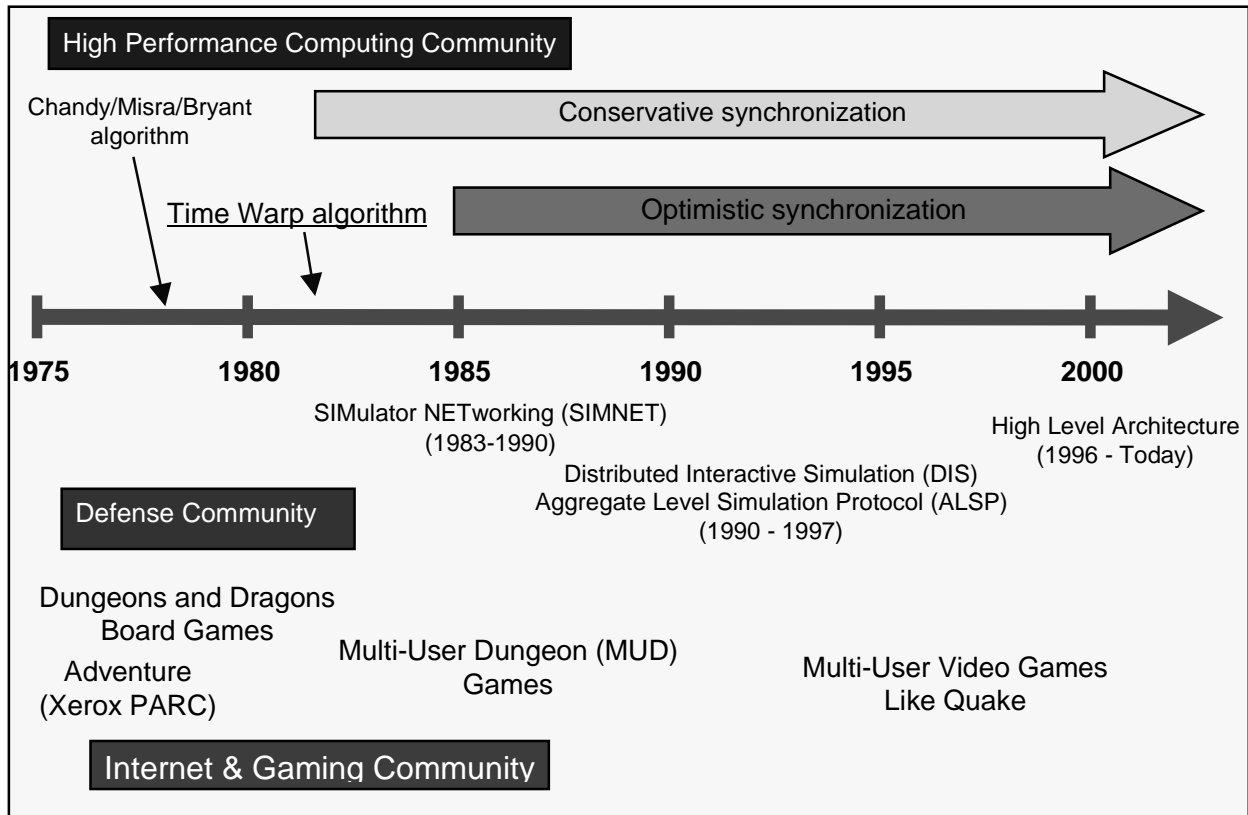 High Performance Computing Community
Chandy/Misra/Bryant
algorithm
Conservative synchronization
Time Warp algorithm
Optimistic synchronization
1975
1980
1985
1990
1995
2000
SIMulator NETworking (SIMNET)
(1983-1990)
High Level Architecture
(1996 - Today)
Distributed Interactive Simulation (DIS)
Aggregate Level Simulation Protocol (ALSP)
(1990 - 1997)
Defense Community
Dungeons and Dragons
Board Games
Adventure
(Xerox PARC)
Multi-User Dungeon (MUD)
Games
Multi-User Video Games
Like Quake
Internet & Gaming Community